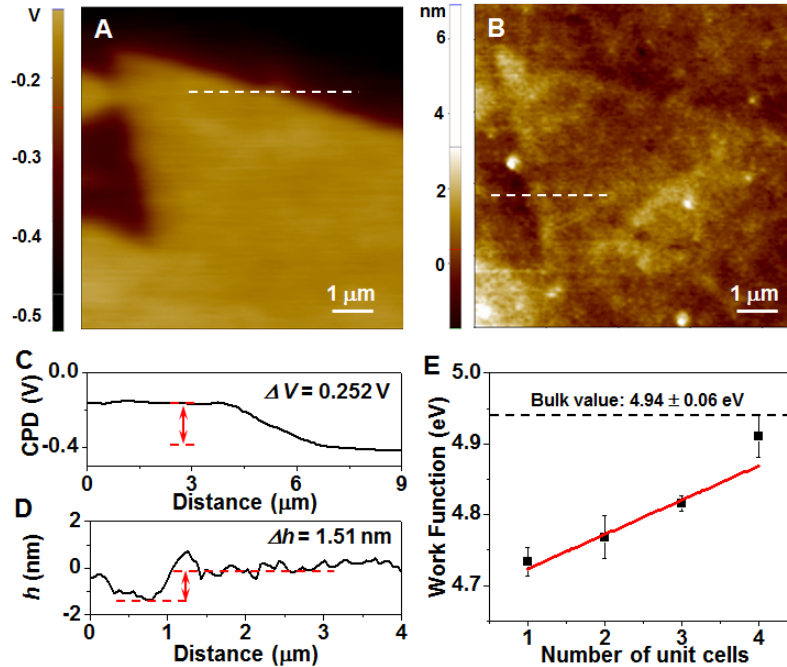 V
A
-0.2
-0.3
-0.4
-0.5
1 μm
nm
B
6
4
2
0
1 μm
C
0.0
-0.4
CPD (V)
Δ V = 0.252 V
0 3 6 9
Distance (μm)
D
2
0
-2
h (nm)
Δh = 1.51 nm
0 1 2 3 4
Distance (μm)
E
5.0
4.9
4.8
4.7
Work Function (eV)
Bulk value: 4.94 ± 0.06 eV
1 2 3 4
Number of unit cells